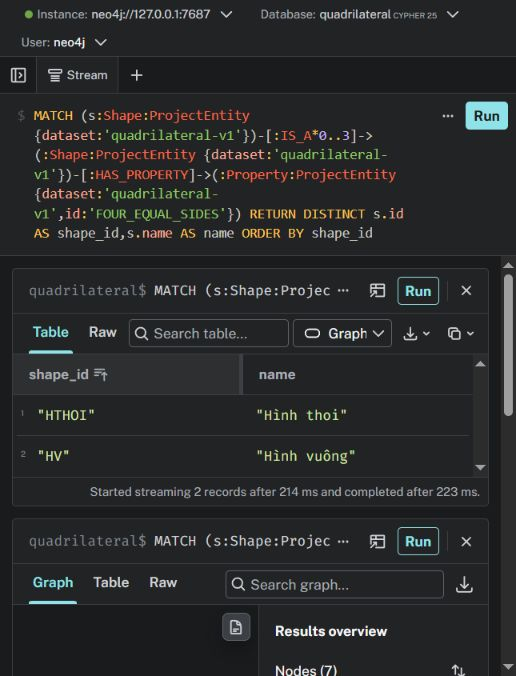 Instance: neo4j://127.0.0.1:7687 Database: quadrilateral CYPHER 25
User: neo4j
Stream
$ MATCH (s:Shape:ProjectEntity
{dataset:'quadrilateral-v1'})-[:IS_A*0..3]->
(:Shape:ProjectEntity {dataset:'quadrilateral-
v1'})-[:HAS_PROPERTY]->(:Property:ProjectEntity
{dataset:'quadrilateral-
v1',id:'FOUR_EQUAL_SIDES'}) RETURN DISTINCT s.id
AS shape_id,s.name AS name ORDER BY shape_id
Run
quadrilateral$ MATCH (s:Shape:Projec ··· Run
Table Raw Search table... Graph
shape_id name
1 "HTHOI" "Hình thoi"
2 "HV" "Hình vuông"
Started streaming 2 records after 214 ms and completed after 223 ms.
quadrilateral$ MATCH (s:Shape:Projec ··· Run
Graph Table Raw Search graph...
Results overview
Nodes (7)